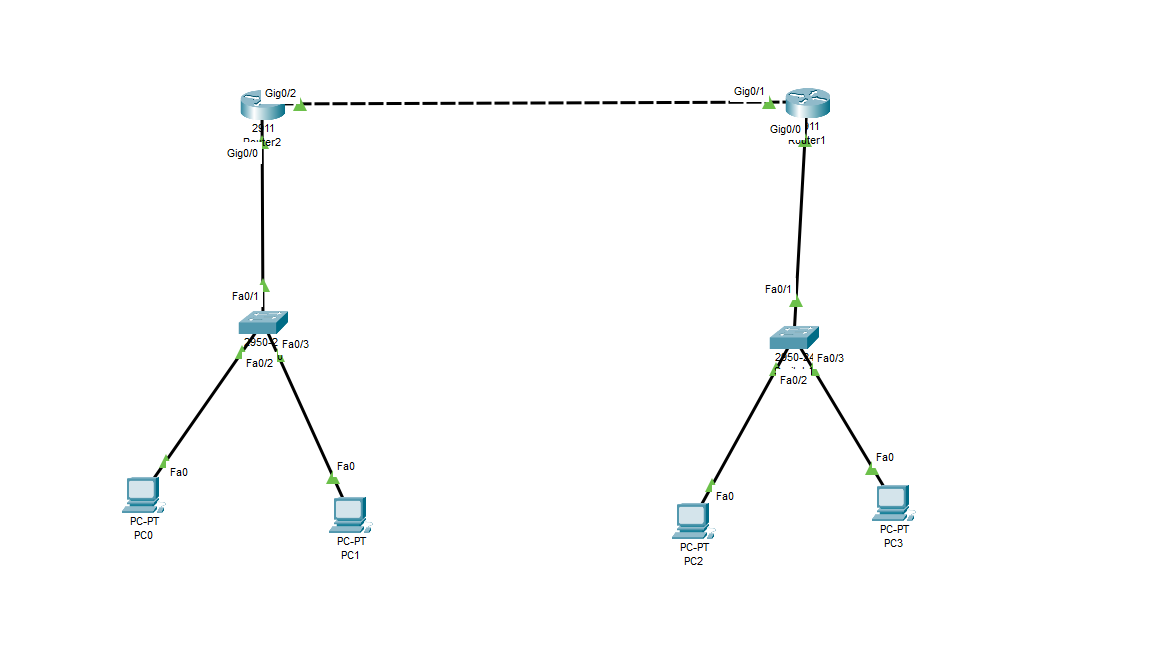 Gig0/2
Gig0/1
2911
Router2
Gig0/0
Gig0/0
Router1
Fa0/1
Fa0/1
Fa0/3
Fa0/2
Fa0/3
Fa0/2
Fa0
Fa0
Fa0
Fa0
PC-PT
PC0
PC-PT
PC1
PC-PT
PC2
PC-PT
PC3